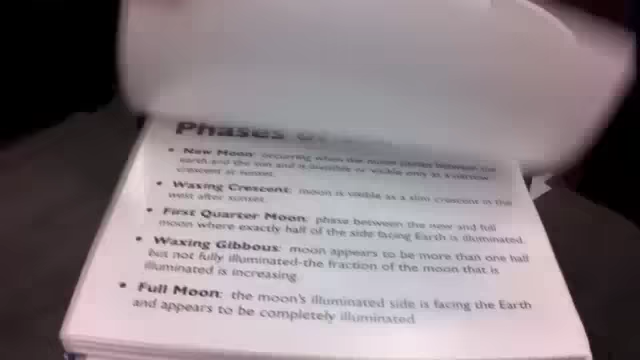 Phases
• New Moon: occurring when the moon passes between the
earth and the sun and is invisible or visible only as a narrow
crescent at sunset.
• Waxing Crescent: moon is visible as a slim crescent in the
west after sunset.
• First Quarter Moon: phase between the new and full
moon where exactly half of the side facing Earth is illuminated.
• Waxing Gibbous: moon appears to be more than one half
but not fully illuminated-the fraction of the moon that is
illuminated is increasing.
• Full Moon: the moon's illuminated side is facing the Earth
and appears to be completely illuminated